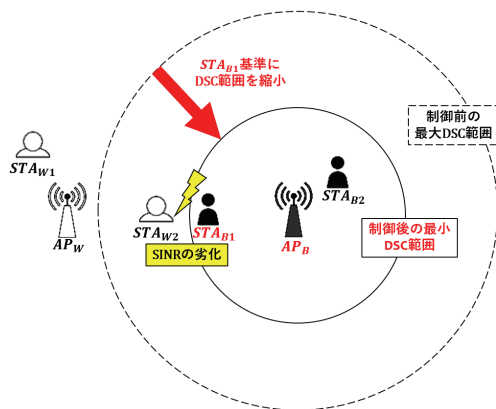 STA_B1基準に
DSC範囲を縮小
制御前の
最大DSC範囲
STA_W1
STA_B2
AP_W
STA_W2
STA_B1
AP_B
SINRの劣化
制御後の最小
DSC範囲